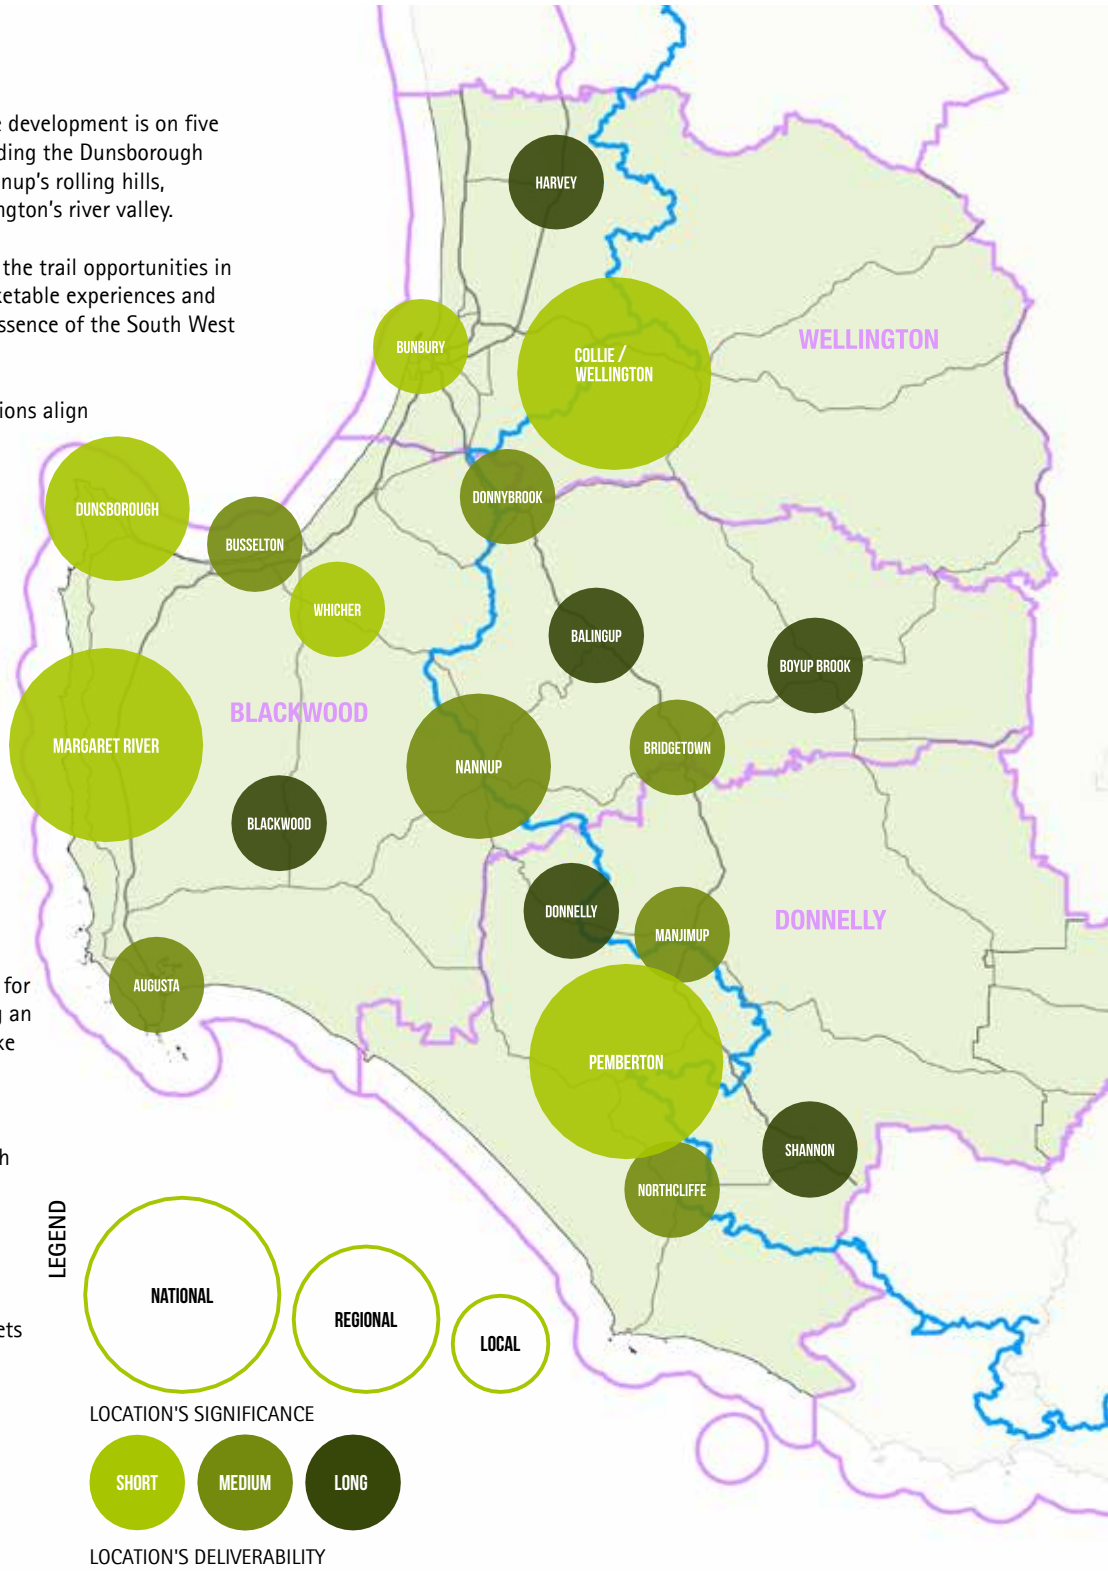 e development is on five
ding the Dunsborough
nup's rolling hills,
ngton's river valley.
the trail opportunities in
ketable experiences and
ssence of the South West
ions align
HARVEY
BUNBURY
COLLIE /
WELLINGTON
WELLINGTON
DUNSBOROUGH
BUSSELTON
DONNYBROOK
WHICHER
BALINGUP
BOYUP BROOK
BLACKWOOD
MARGARET RIVER
NANNUP
BRIDGETOWN
BLACKWOOD
DONNELLY
MANJIMUP
DONNELLY
AUGUSTA
for
g an
ke
PEMBERTON
h
SHANNON
NORTHCLIFFE
ets
LEGEND
NATIONAL
REGIONAL
LOCAL
LOCATION'S SIGNIFICANCE
SHORT
MEDIUM
LONG
LOCATION'S DELIVERABILITY